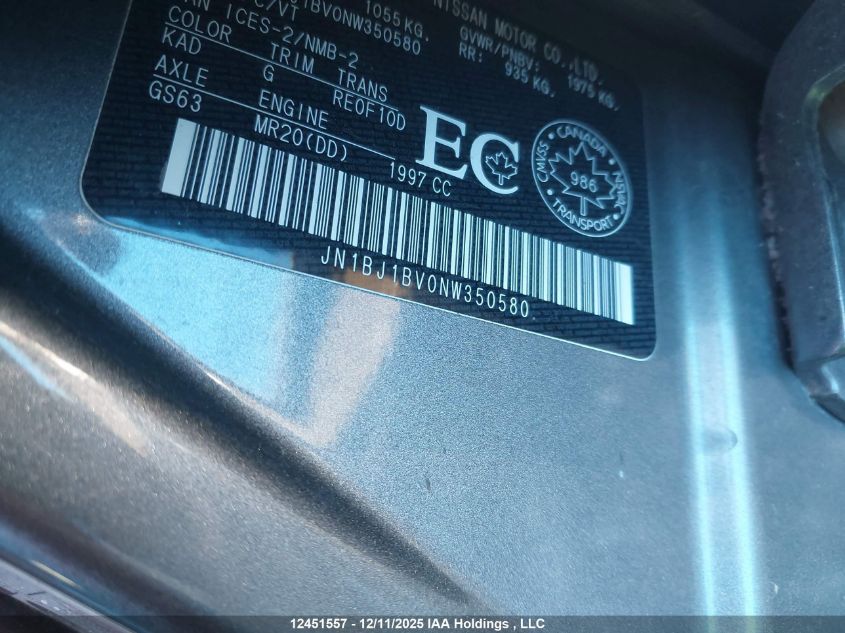 NISSAN MOTOR CO.,LTD.
1055 KG. GVWR/PNBV: 1975 KG.
1BV0NW350580 RR: 935 KG.
C/VT
ICES-2/NMB-2
COLOR TRIM TRANS
KAD G RE0F10D
AXLE ENGINE
GS63 MR20(DD) 1997 CC
EC
CANADA
CMVSS 986 NSVAC
TRANSPORT
JN1BJ1BV0NW350580
12451557 - 12/11/2025 IAA Holdings , LLC